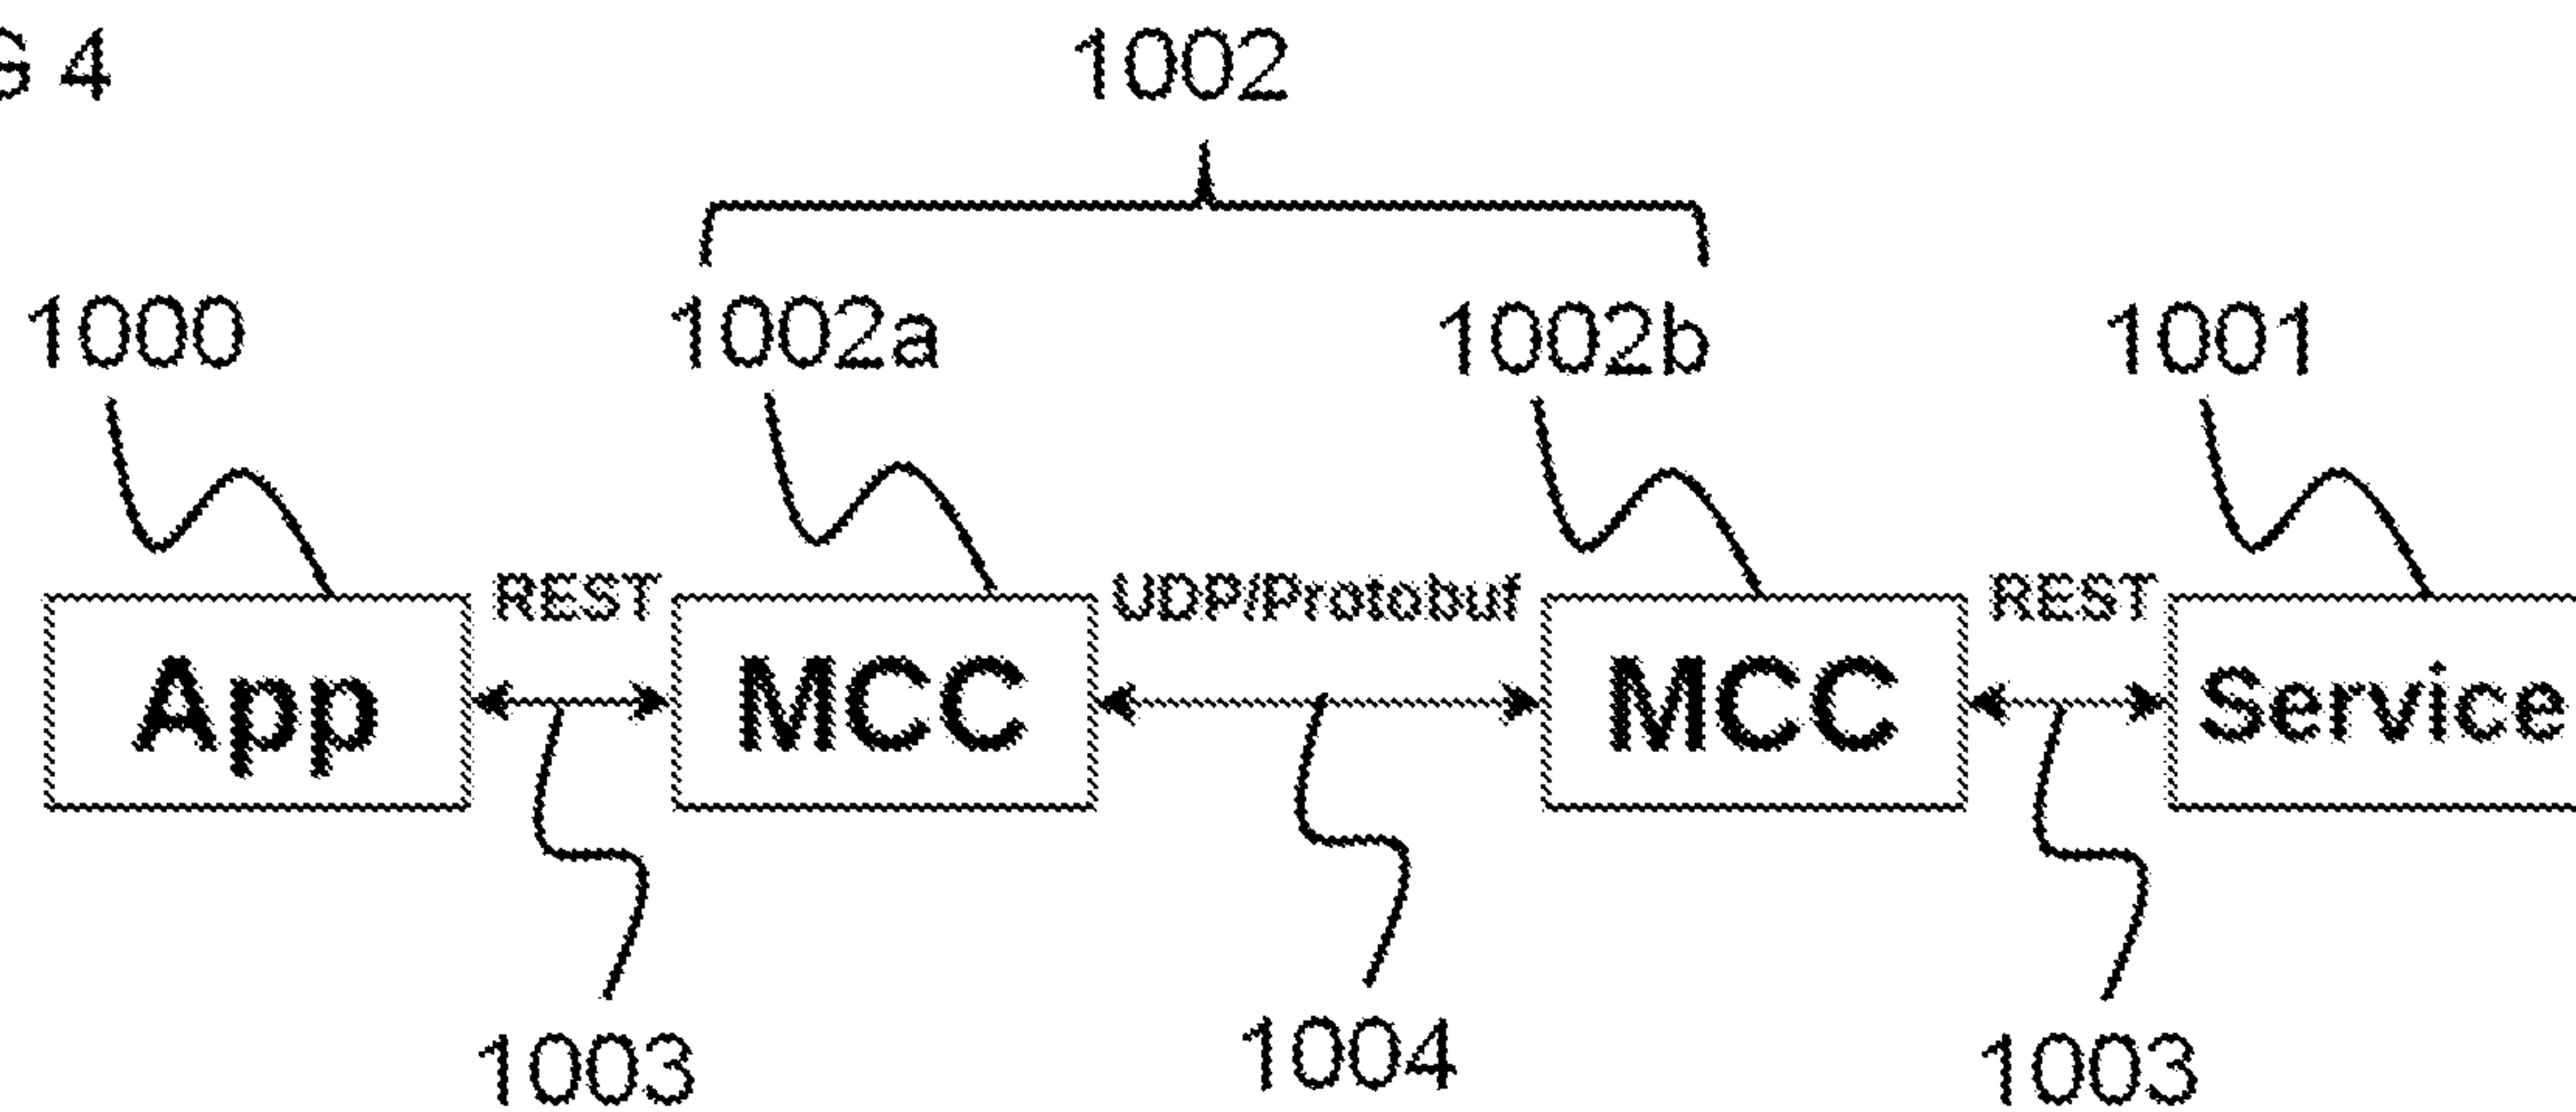 G 4
1002
1000 1002a 1002b 1001
REST UDP/Protobuf REST
App MCC MCC Service
1003 1004 1003